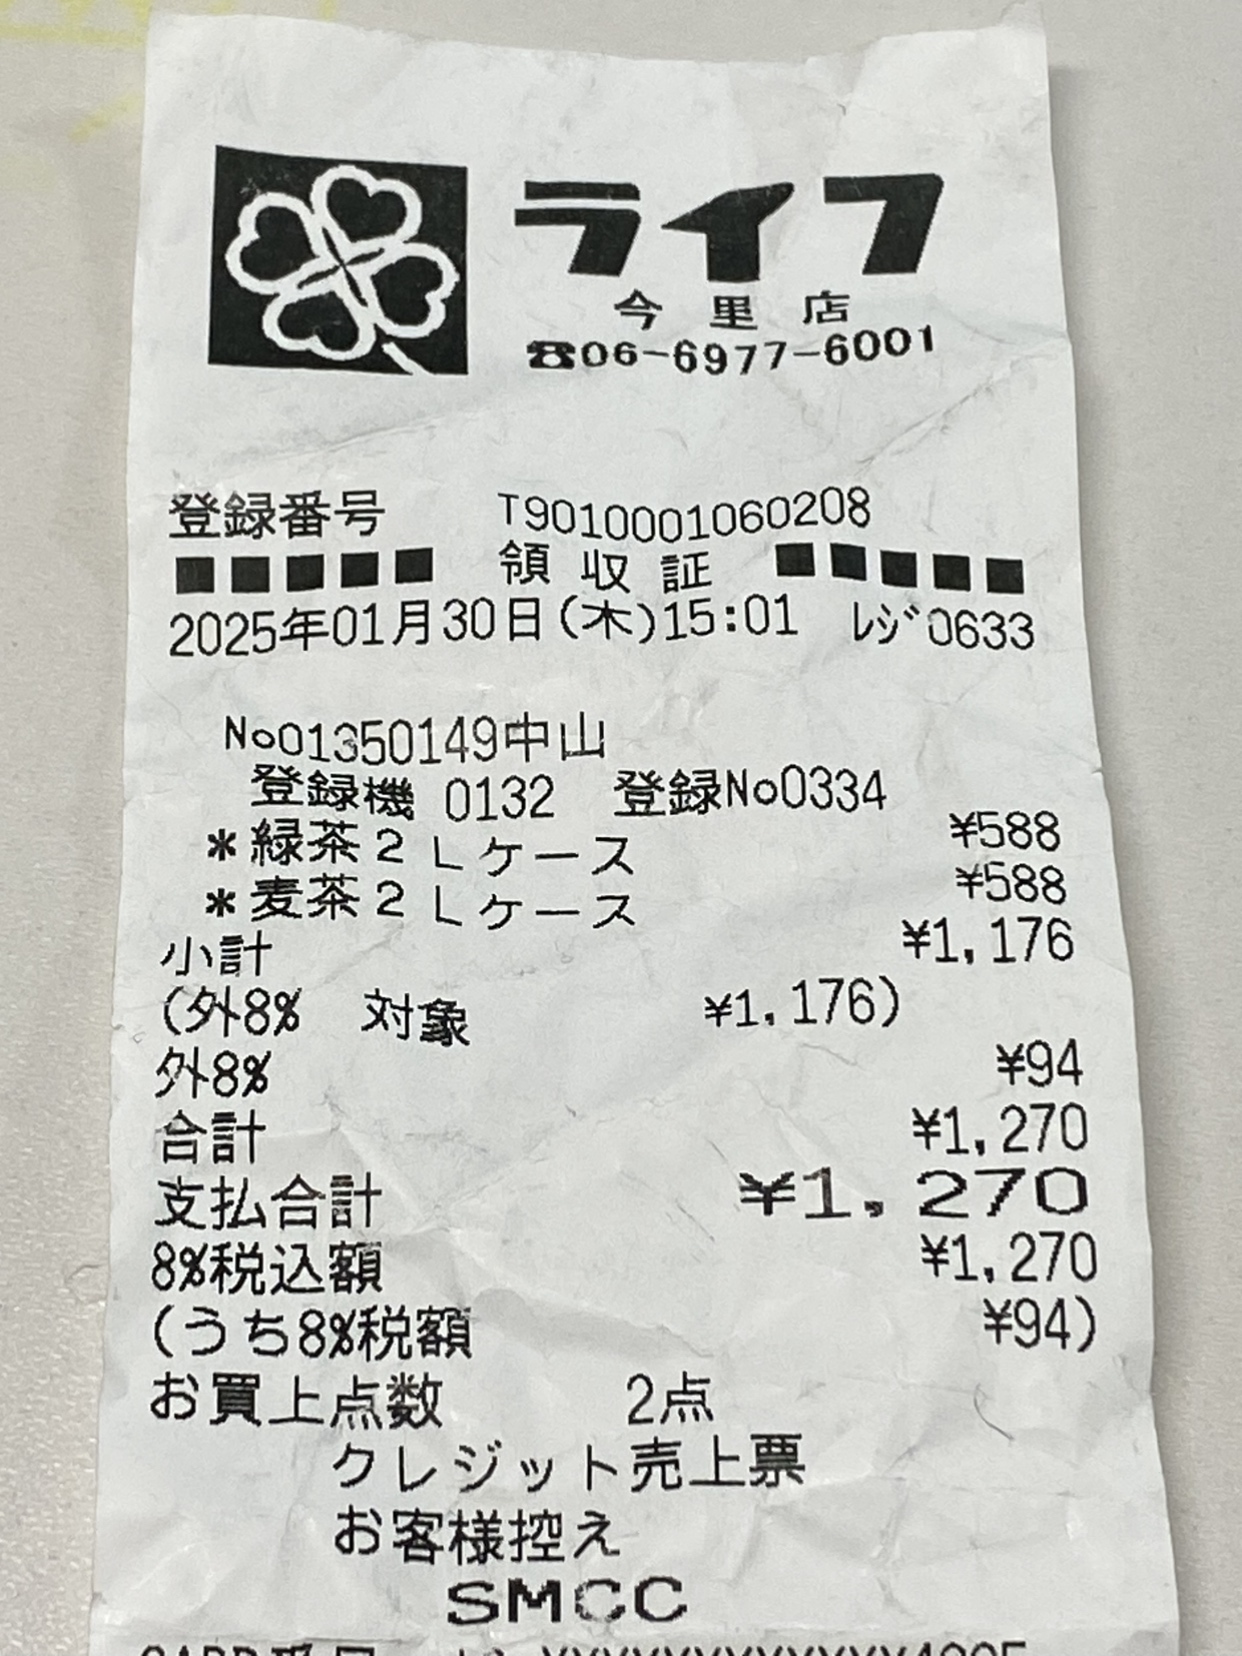 ライフ
今里店
☎06-6977-6001
登録番号 T9010001060208
■■■■■ 領収証 ■■■■■
2025年01月30日(木)15:01 ﾚｼﾞ0633
No01350149中山
登録機 0132 登録No0334
*緑茶2Lケース ¥588
*麦茶2Lケース ¥588
小計 ¥1,176
(外8% 対象 ¥1,176)
外8% ¥94
合計 ¥1,270
支払合計 ¥1,270
8%税込額 ¥1,270
(うち8%税額 ¥94)
お買上点数 2点
クレジット売上票
お客様控え
SMCC